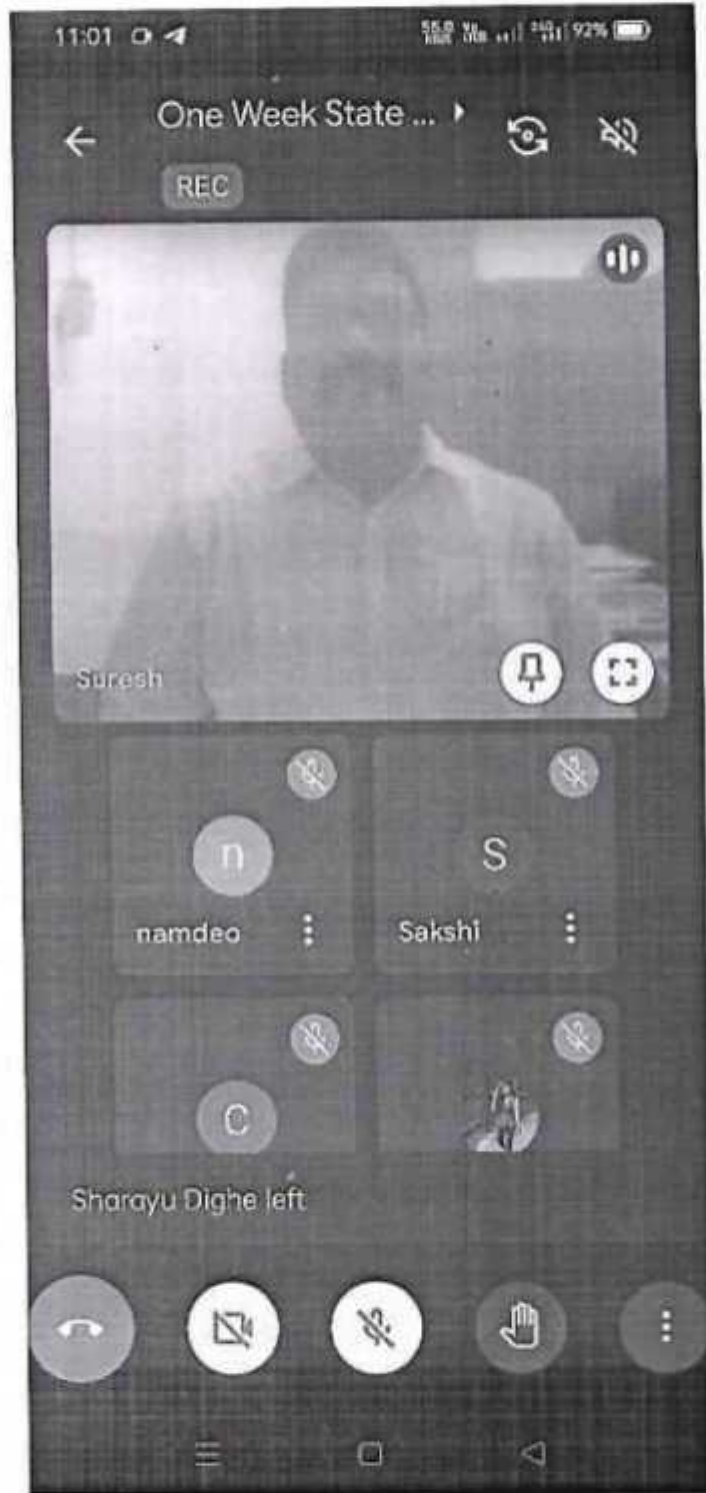 11:01
92%
One Week State ...
REC
Suresh
n
S
namdeo
Sakshi
C
Sharayu Dighe left